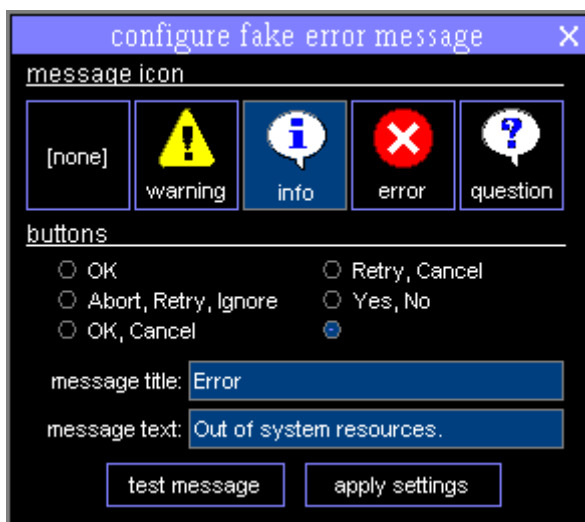 configure fake error message X
message icon
[none] warning info error question
buttons
OK Retry, Cancel
Abort, Retry, Ignore Yes, No
OK, Cancel
message title: Error
message text: Out of system resources.
test message apply settings